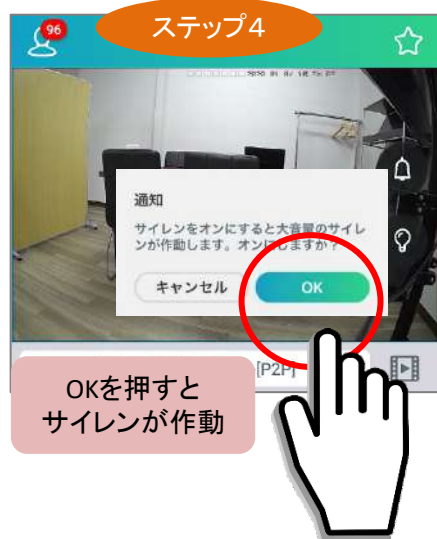 ステップ4
96
通知
サイレンをオンにすると大音量のサイレ
ンが作動します。オンにしますか?
キャンセル
OK
[P2P]
OKを押すと
サイレンが作動